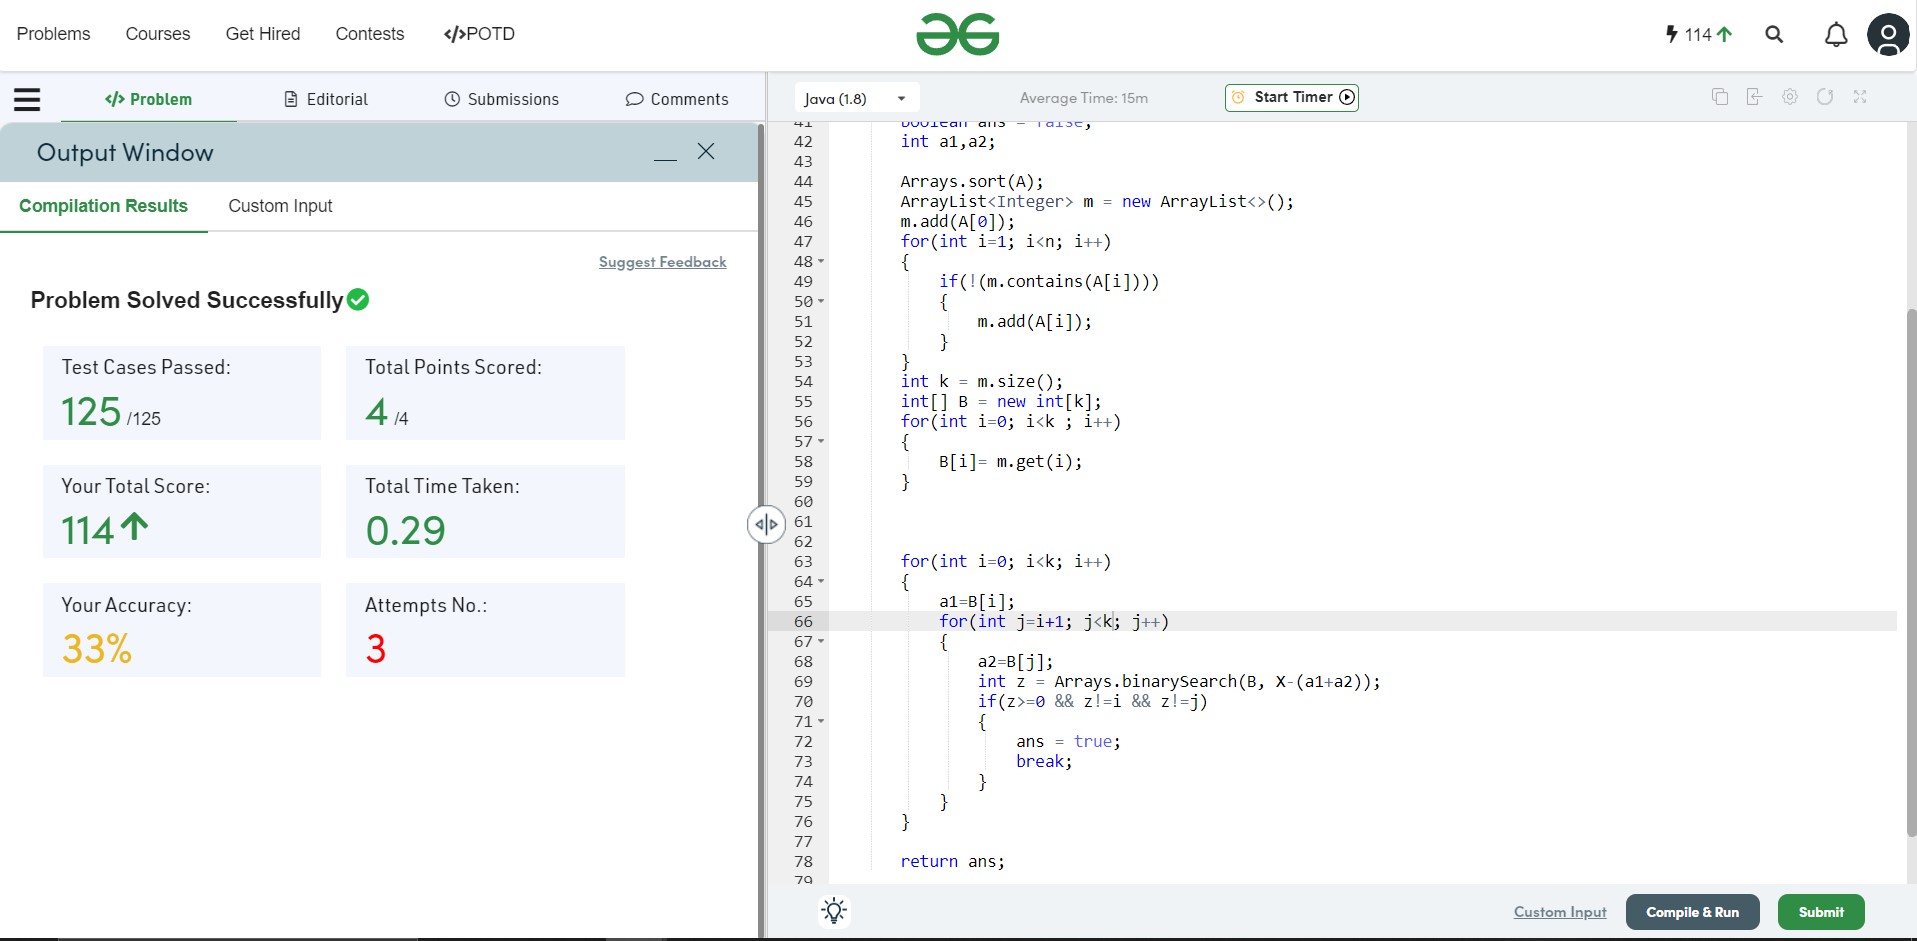 Problems Courses Get Hired Contests </>POTD
114
</> Problem Editorial Submissions Comments
Output Window
Compilation Results Custom Input
Suggest Feedback
Problem Solved Successfully
Test Cases Passed: Total Points Scored:
125 /125 4 /4
Your Total Score: Total Time Taken:
114 0.29
Your Accuracy: Attempts No.:
33% 3
Java (1.8) Average Time: 15m Start Timer
41 boolean ans = false;
42 int a1,a2;
43
44 Arrays.sort(A);
45 ArrayList<Integer> m = new ArrayList<>();
46 m.add(A[0]);
47 for(int i=1; i<n; i++)
48 {
49 if(!(m.contains(A[i])))
50 {
51 m.add(A[i]);
52 }
53 }
54 int k = m.size();
55 int[] B = new int[k];
56 for(int i=0; i<k ; i++)
57 {
58 B[i]= m.get(i);
59 }
60
61
62
63 for(int i=0; i<k; i++)
64 {
65 a1=B[i];
66 for(int j=i+1; j<k; j++)
67 {
68 a2=B[j];
69 int z = Arrays.binarySearch(B, X-(a1+a2));
70 if(z>=0 && z!=i && z!=j)
71 {
72 ans = true;
73 break;
74 }
75 }
76 }
77
78 return ans;
79
Custom Input Compile & Run Submit